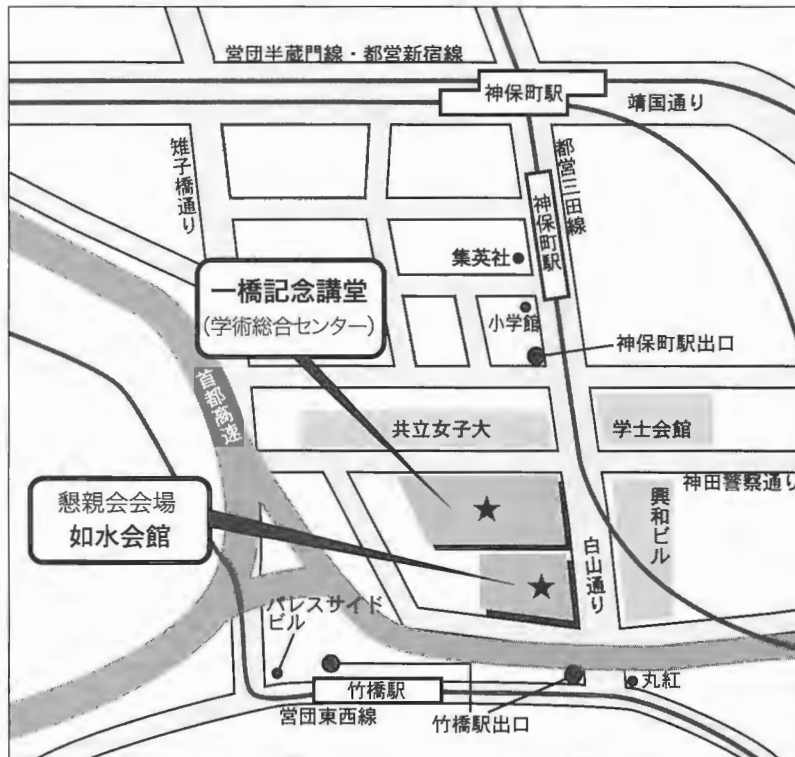 営団半蔵門線・都営新宿線
神保町駅
靖国通り
雉子橋通り
都営三田線
神保町駅
集英社
一橋記念講堂
(学術総合センター)
小学館
神保町駅出口
首都高速
共立女子大
学士会館
神田警察通り
懇親会会場
如水会館
興和ビル
白山通り
パレスサイド
ビル
丸紅
竹橋駅
営団東西線
竹橋駅出口